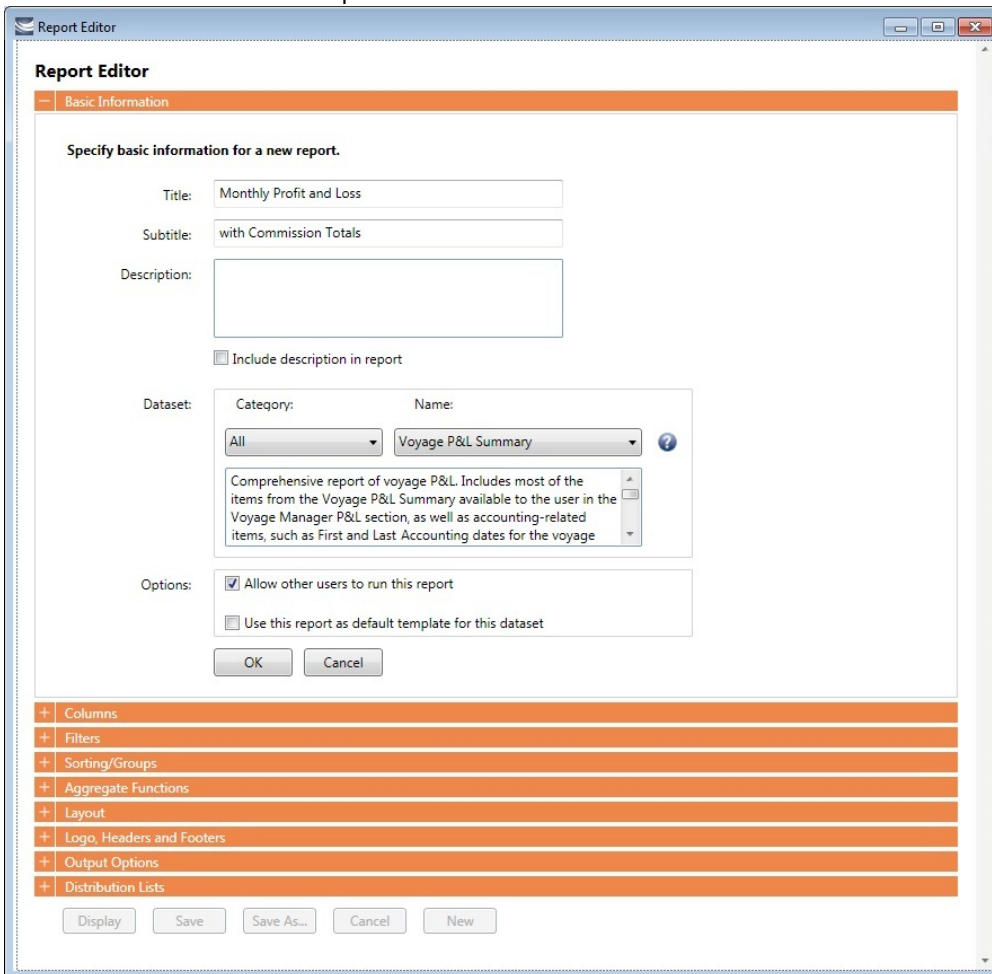 Report Editor
Report Editor
Basic Information
Specify basic information for a new report.
Title: Monthly Profit and Loss
Subtitle: with Commission Totals
Description:
Include description in report
Dataset: Category: Name:
All Voyage P&L Summary
Comprehensive report of voyage P&L. Includes most of the
items from the Voyage P&L Summary available to the user in the
Voyage Manager P&L section, as well as accounting-related
items, such as First and Last Accounting dates for the voyage
Options: Allow other users to run this report
Use this report as default template for this dataset
OK Cancel
Columns
Filters
Sorting/Groups
Aggregate Functions
Layout
Logo, Headers and Footers
Output Options
Distribution Lists
Display Save Save As... Cancel New